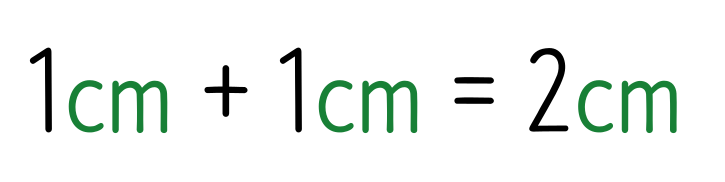 1cm + 1cm = 2cm